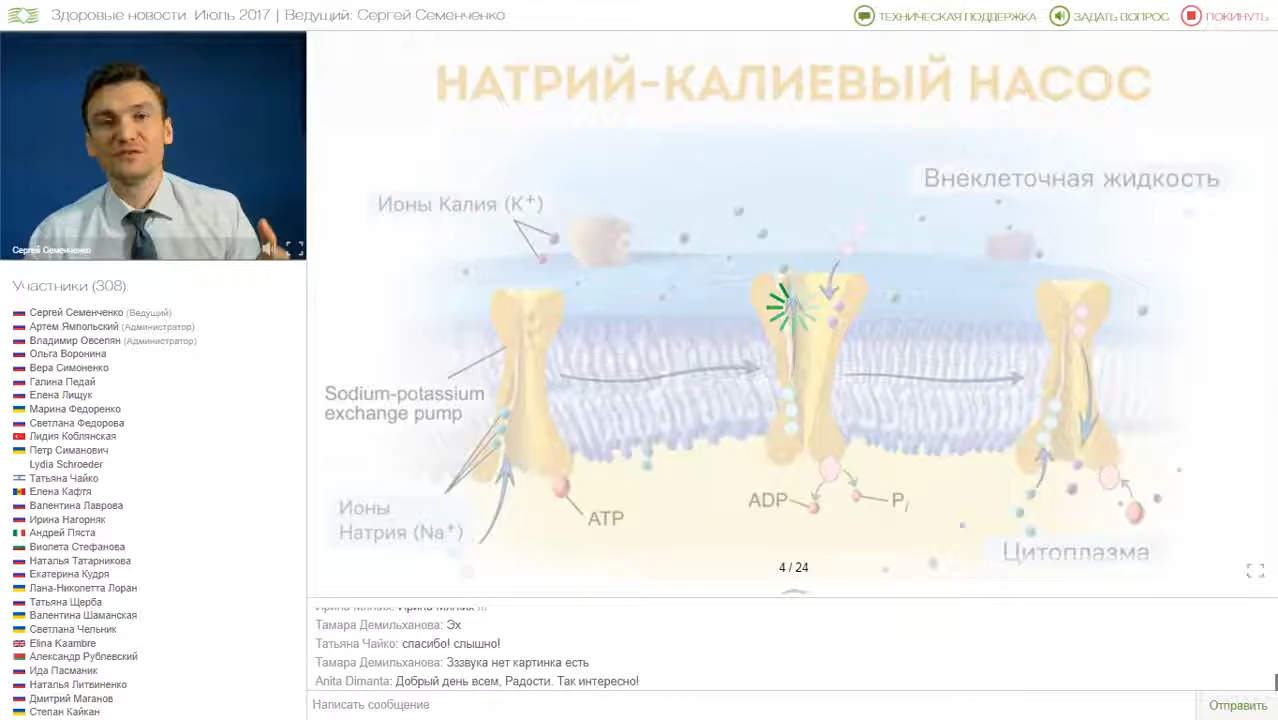 Здоровые новости. Июль 2017 | Ведущий: Сергей Семенченко
ТЕХНИЧЕСКАЯ ПОДДЕРЖКА
ЗАДАТЬ ВОПРОС
ПОКИНУТЬ
Сергей Семенченко
Участники (308)
Сергей Семенченко (Ведущий)
Артем Ямпольский (Администратор)
Владимир Овсепян (Администратор)
Ольга Воронина
Вера Симоненко
Галина Педай
Елена Лищук
Марина Федоренко
Светлана Федорова
Лидия Коблянская
Петр Симанович
Lydia Schroeder
Татьяна Чайко
Елена Кафтя
Валентина Лаврова
Ирина Нагорняк
Андрей Пяста
Виолета Стефанова
Наталья Татарникова
Екатерина Кудря
Лана-Николетта Лоран
Татьяна Щерба
Валентина Шаманская
Светлана Чельник
Elina Kaambre
Александр Рублевский
Ида Пасманик
Наталья Литвиненко
Дмитрий Маганов
Степан Кайкан
НАТРИЙ-КАЛИЕВЫЙ НАСОС
Внеклеточная жидкость
Ионы Калия (K⁺)
Sodium-potassium
exchange pump
Ионы
Натрия (Na⁺)
ATP
ADP
Pi
Цитоплазма
4 / 24
Тамара Демильханова: Эх
Татьяна Чайко: спасибо! слышно!
Тамара Демильханова: Зззвука нет картинка есть
Anita Dimanta: Добрый день всем, Радости. Так интересно!
Написать сообщение
Отправить